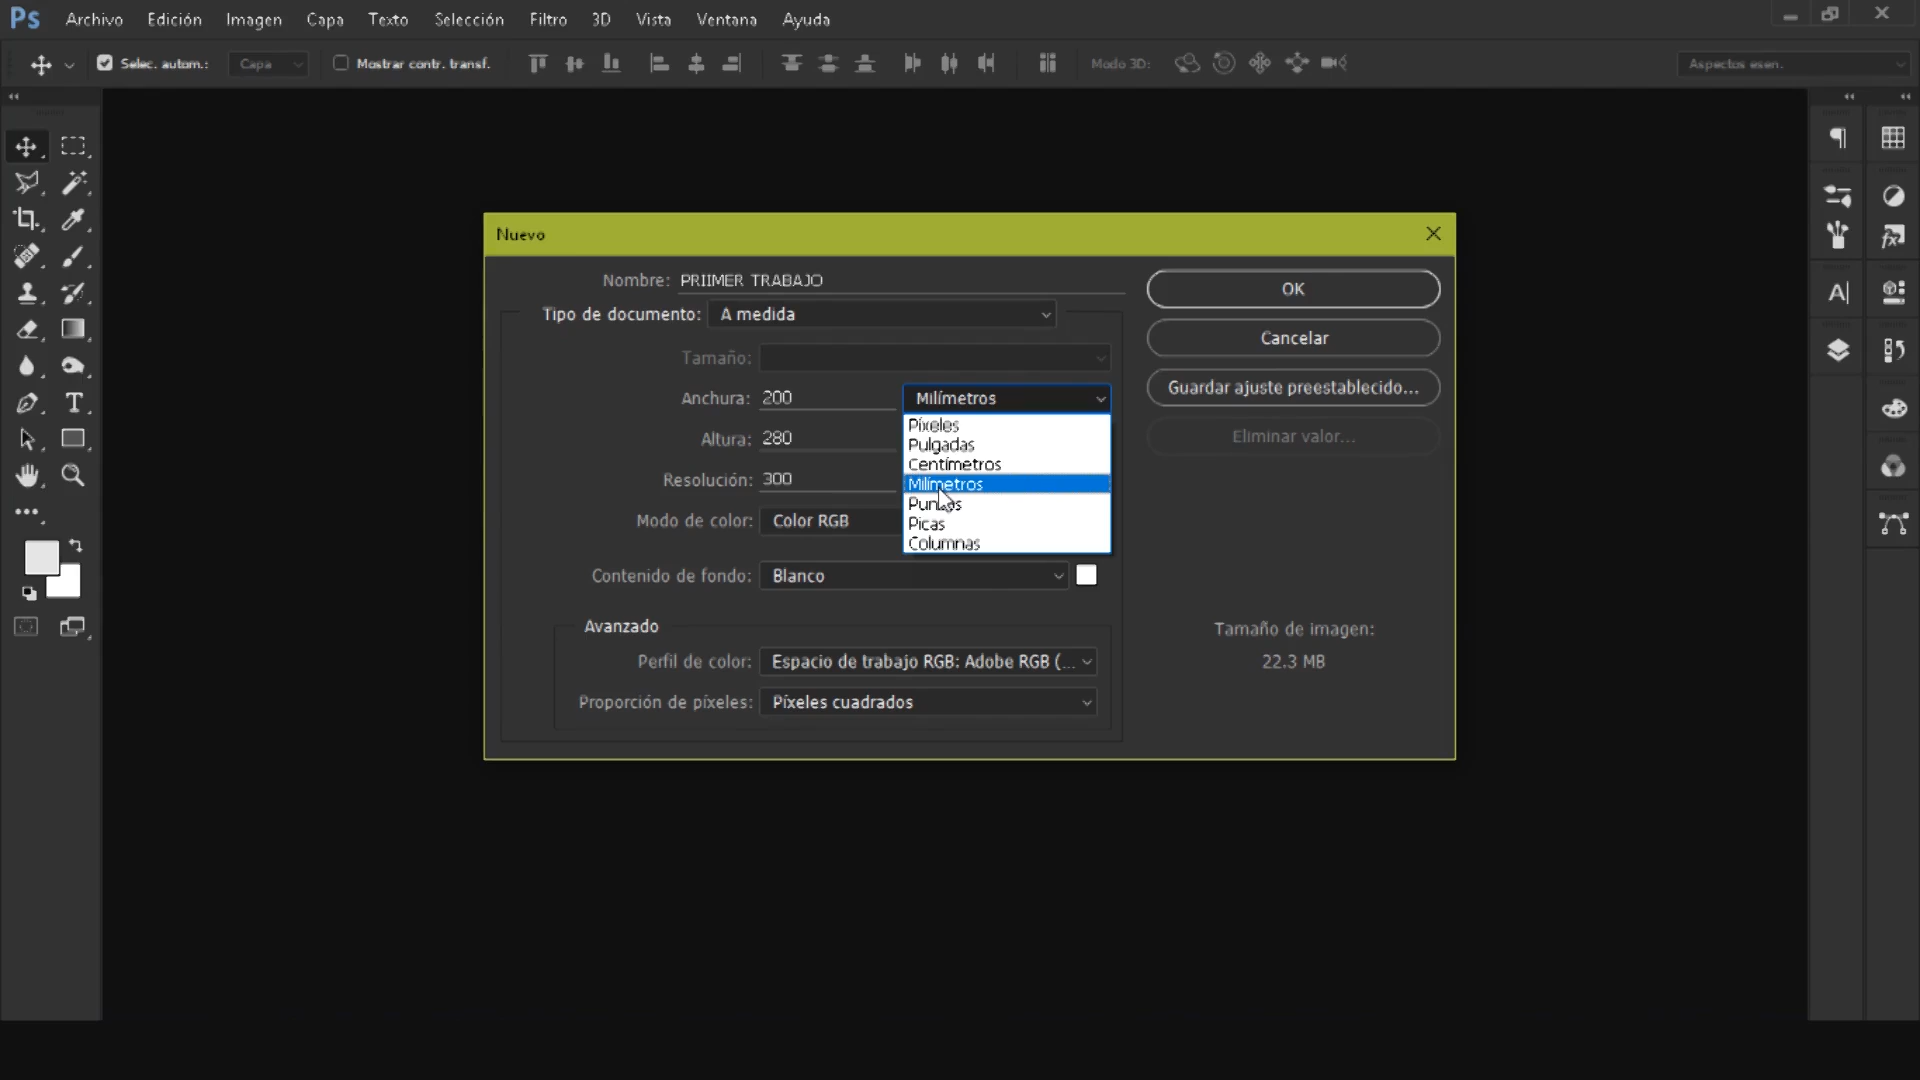 Ps Archivo Edición Imagen Capa Texto Selección Filtro 3D Vista Ventana Ayuda
Selec. autom.: Capa Mostrar contr. transf. Modo 3D: Aspectos esen.
Nuevo
Nombre: PRIIMER TRABAJO
OK
Tipo de documento: A medida
Cancelar
Tamaño:
Guardar ajuste preestablecido...
Anchura: 200 Milímetros
Píxeles
Pulgadas
Altura: 280
Eliminar valor...
Centímetros
Resolución: 300
Milímetros
Puntos
Modo de color: Color RGB
Picas
Columnas
Contenido de fondo: Blanco
Avanzado
Tamaño de imagen:
Perfil de color: Espacio de trabajo RGB: Adobe RGB (...
22.3 MB
Proporción de píxeles: Píxeles cuadrados